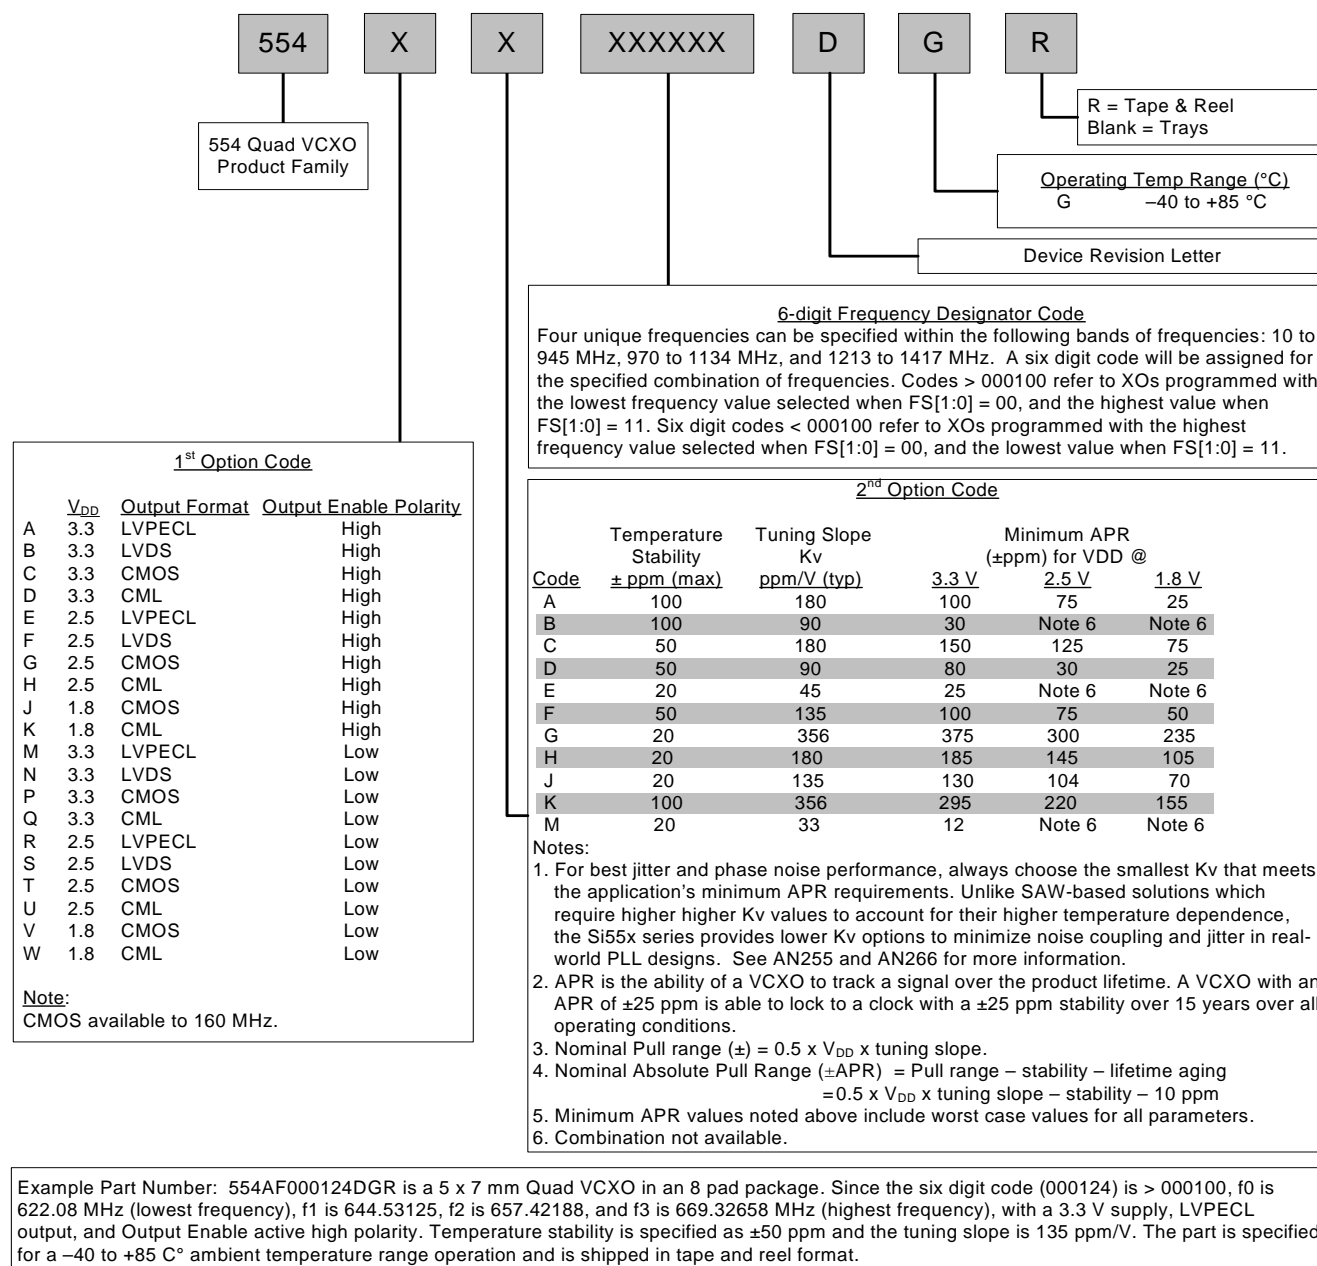 554 X X XXXXXX D G R
R = Tape & Reel
Blank = Trays
554 Quad VCXO
Product Family
Operating Temp Range (°C)
G –40 to +85 °C
Device Revision Letter
6-digit Frequency Designator Code
Four unique frequencies can be specified within the following bands of frequencies: 10 to
945 MHz, 970 to 1134 MHz, and 1213 to 1417 MHz. A six digit code will be assigned for
the specified combination of frequencies. Codes > 000100 refer to XOs programmed with
the lowest frequency value selected when FS[1:0] = 00, and the highest value when
FS[1:0] = 11. Six digit codes < 000100 refer to XOs programmed with the highest
frequency value selected when FS[1:0] = 00, and the lowest value when FS[1:0] = 11.
1st Option Code
VDD Output Format Output Enable Polarity
A 3.3 LVPECL High
B 3.3 LVDS High
C 3.3 CMOS High
D 3.3 CML High
E 2.5 LVPECL High
F 2.5 LVDS High
G 2.5 CMOS High
H 2.5 CML High
J 1.8 CMOS High
K 1.8 CML High
M 3.3 LVPECL Low
N 3.3 LVDS Low
P 3.3 CMOS Low
Q 3.3 CML Low
R 2.5 LVPECL Low
S 2.5 LVDS Low
T 2.5 CMOS Low
U 2.5 CML Low
V 1.8 CMOS Low
W 1.8 CML Low
Note:
CMOS available to 160 MHz.
2nd Option Code
Temperature Tuning Slope Minimum APR
Stability Kv (±ppm) for VDD @
Code ± ppm (max) ppm/V (typ) 3.3 V 2.5 V 1.8 V
A 100 180 100 75 25
B 100 90 30 Note 6 Note 6
C 50 180 150 125 75
D 50 90 80 30 25
E 20 45 25 Note 6 Note 6
F 50 135 100 75 50
G 20 356 375 300 235
H 20 180 185 145 105
J 20 135 130 104 70
K 100 356 295 220 155
M 20 33 12 Note 6 Note 6
Notes:
1. For best jitter and phase noise performance, always choose the smallest Kv that meets
the application's minimum APR requirements. Unlike SAW-based solutions which
require higher higher Kv values to account for their higher temperature dependence,
the Si55x series provides lower Kv options to minimize noise coupling and jitter in real-
world PLL designs. See AN255 and AN266 for more information.
2. APR is the ability of a VCXO to track a signal over the product lifetime. A VCXO with an
APR of ±25 ppm is able to lock to a clock with a ±25 ppm stability over 15 years over all
operating conditions.
3. Nominal Pull range (±) = 0.5 x VDD x tuning slope.
4. Nominal Absolute Pull Range (±APR) = Pull range – stability – lifetime aging
= 0.5 x VDD x tuning slope – stability – 10 ppm
5. Minimum APR values noted above include worst case values for all parameters.
6. Combination not available.
Example Part Number: 554AF000124DGR is a 5 x 7 mm Quad VCXO in an 8 pad package. Since the six digit code (000124) is > 000100, f0 is
622.08 MHz (lowest frequency), f1 is 644.53125, f2 is 657.42188, and f3 is 669.32658 MHz (highest frequency), with a 3.3 V supply, LVPECL
output, and Output Enable active high polarity. Temperature stability is specified as ±50 ppm and the tuning slope is 135 ppm/V. The part is specified
for a –40 to +85 C° ambient temperature range operation and is shipped in tape and reel format.